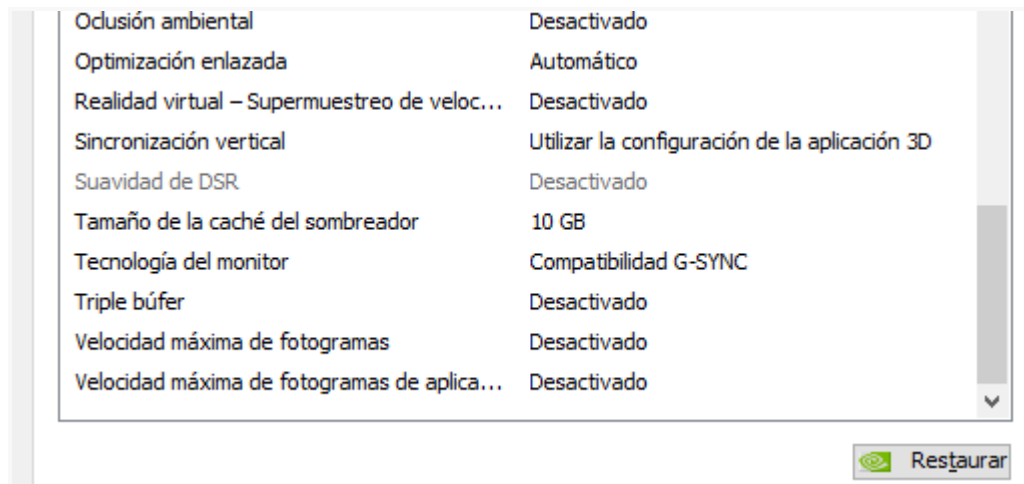 Oclusión ambiental Desactivado
Optimización enlazada Automático
Realidad virtual – Supermuestreo de veloc... Desactivado
Sincronización vertical Utilizar la configuración de la aplicación 3D
Suavidad de DSR Desactivado
Tamaño de la caché del sombreador 10 GB
Tecnología del monitor Compatibilidad G-SYNC
Triple búfer Desactivado
Velocidad máxima de fotogramas Desactivado
Velocidad máxima de fotogramas de aplica... Desactivado
Restaurar